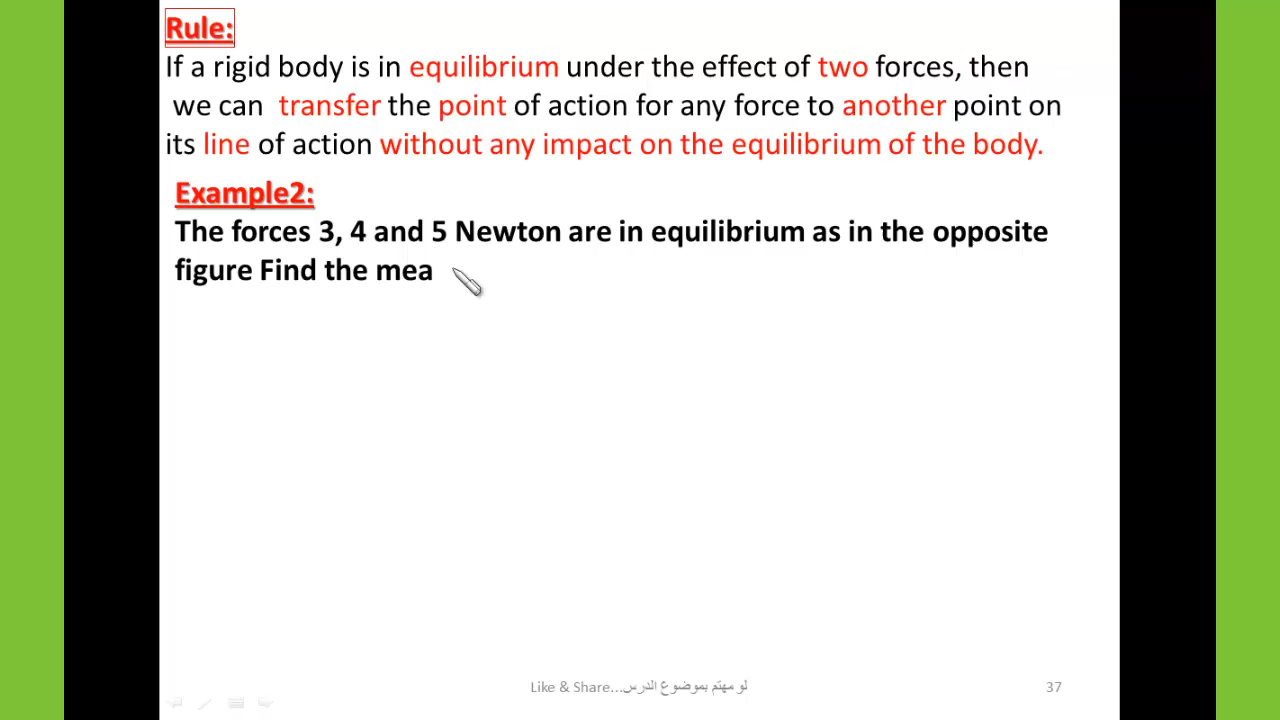 Rule:
If a rigid body is in equilibrium under the effect of two forces, then
we can transfer the point of action for any force to another point on
its line of action without any impact on the equilibrium of the body.
Example2:
The forces 3, 4 and 5 Newton are in equilibrium as in the opposite
figure Find the mea
Like & Share...لو مهتم بموضوع الدرس
37